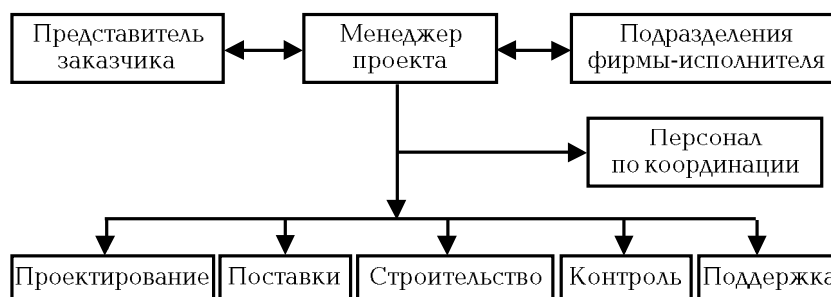 Представитель
заказчика
Менеджер
проекта
Подразделения
фирмы-исполнителя
Персонал
по координации
Проектирование
Поставки
Строительство
Контроль
Поддержка